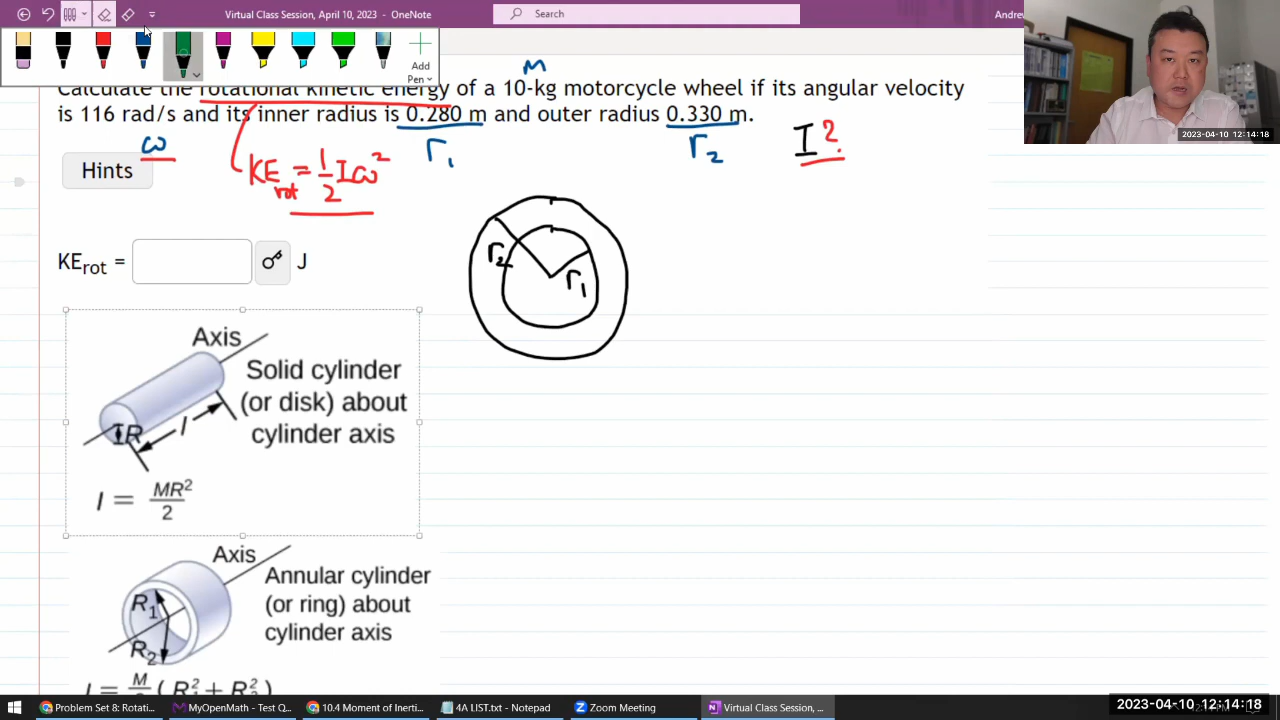 Virtual Class Session, April 10, 2023 - OneNote
Search
Andrew
Add
Pen
M
Calculate the rotational kinetic energy of a 10-kg motorcycle wheel if its angular velocity
is 116 rad/s and its inner radius is 0.280 m and outer radius 0.330 m.
ω
r1
r2
I?
Hints
KErot = 1/2 Iω²
KErot =
J
r2
r1
Axis
Solid cylinder
(or disk) about
cylinder axis
R
l
I = MR²/2
Axis
Annular cylinder
(or ring) about
cylinder axis
R1
R2
2023-04-10 12:14:18
Problem Set 8: Rotati...
MyOpenMath - Test Q...
10.4 Moment of Inerti...
4A LIST.txt - Notepad
Zoom Meeting
Virtual Class Session, ...
2023-04-10 12:14:18